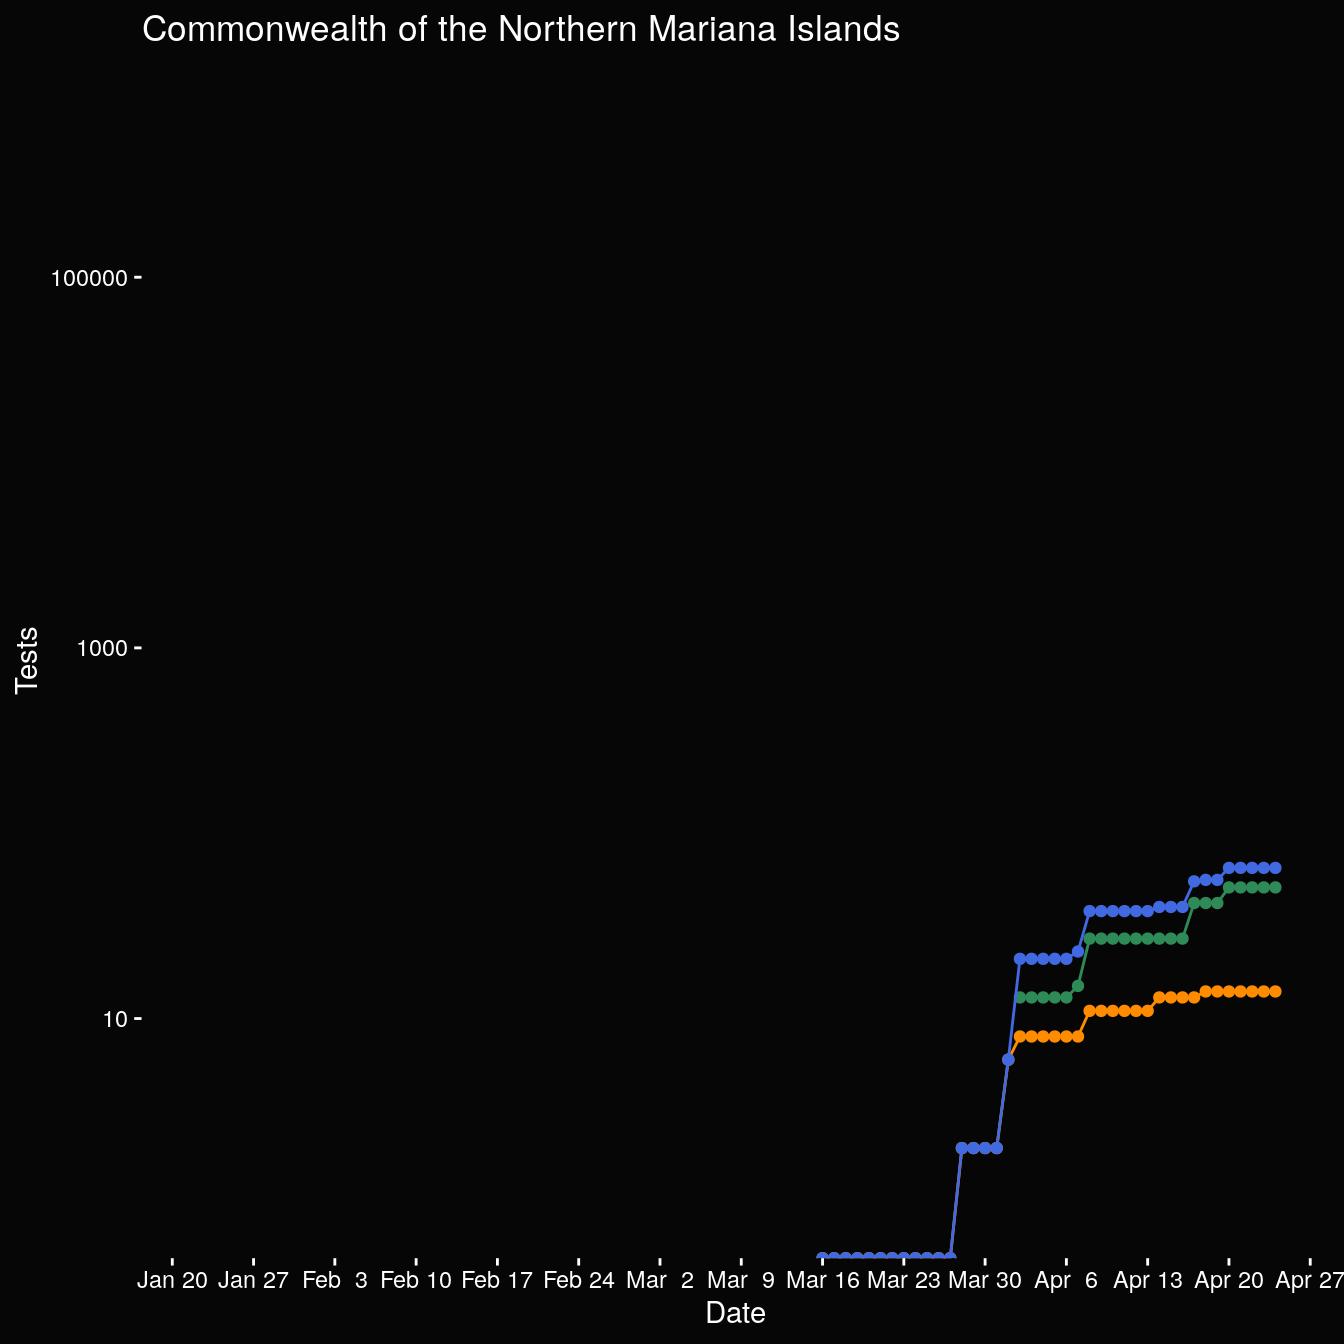 Commonwealth of the Northern Mariana Islands
100000
1000
10
Tests
Jan 20 Jan 27 Feb 3 Feb 10 Feb 17 Feb 24 Mar 2 Mar 9 Mar 16 Mar 23 Mar 30 Apr 6 Apr 13 Apr 20 Apr 27
Date